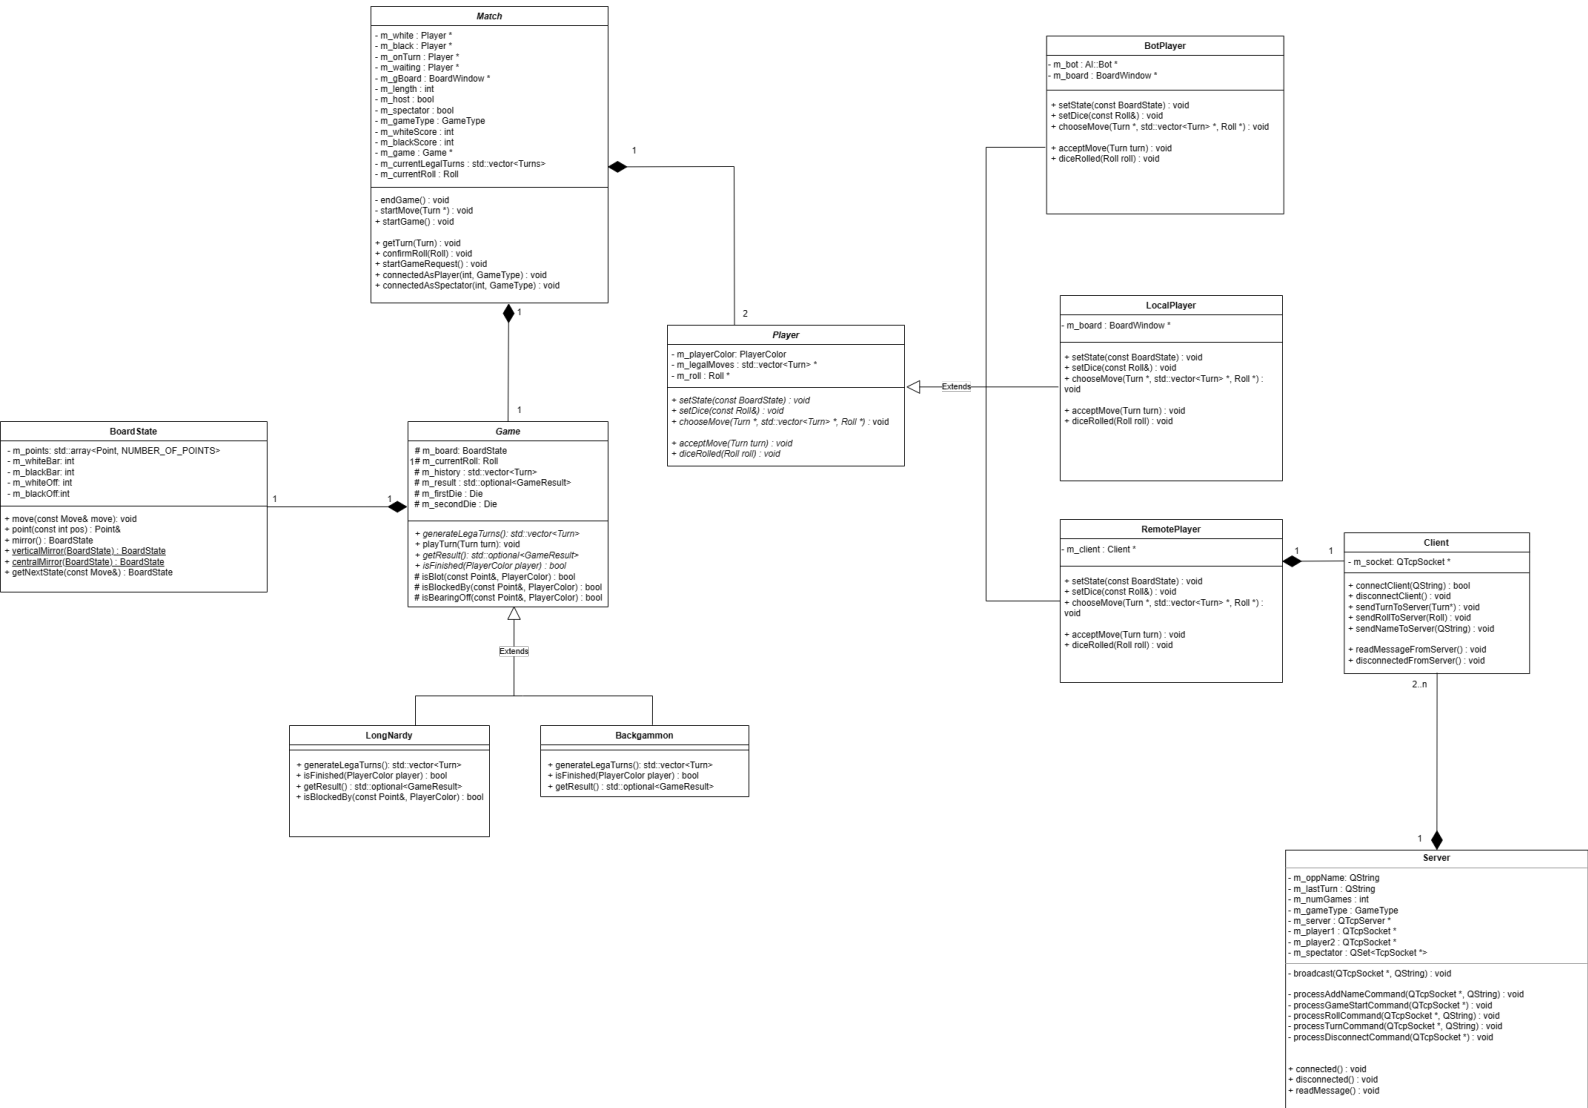 Match
- m_white : Player *
- m_black : Player *
- m_onTurn : Player *
- m_waiting : Player *
- m_gBoard : BoardWindow *
- m_length : int
- m_host : bool
- m_spectator : bool
- m_gameType : GameType
- m_whiteScore : int
- m_blackScore : int
- m_game : Game *
- m_currentLegalTurns : std::vector<Turns>
- m_currentRoll : Roll
- endGame() : void
- startMove(Turn *) : void
+ startGame() : void
+ getTurn(Turn) : void
+ confirmRoll(Roll) : void
+ startGameRequest() : void
+ connectedAsPlayer(int, GameType) : void
+ connectedAsSpectator(int, GameType) : void
1
2
1
1
BotPlayer
- m_bot : AI::Bot *
- m_board : BoardWindow *
+ setState(const BoardState) : void
+ setDice(const Roll&) : void
+ chooseMove(Turn *, std::vector<Turn> *, Roll *) : void
+ acceptMove(Turn turn) : void
+ diceRolled(Roll roll) : void
Player
- m_playerColor: PlayerColor
- m_legalMoves : std::vector<Turn> *
- m_roll : Roll *
+ setState(const BoardState) : void
+ setDice(const Roll&) : void
+ chooseMove(Turn *, std::vector<Turn> *, Roll *) : void
+ acceptMove(Turn turn) : void
+ diceRolled(Roll roll) : void
Extends
LocalPlayer
- m_board : BoardWindow *
+ setState(const BoardState) : void
+ setDice(const Roll&) : void
+ chooseMove(Turn *, std::vector<Turn> *, Roll *) :
void
+ acceptMove(Turn turn) : void
+ diceRolled(Roll roll) : void
BoardState
- m_points: std::array<Point, NUMBER_OF_POINTS>
- m_whiteBar: int
- m_blackBar: int
- m_whiteOff: int
- m_blackOff:int
+ move(const Move& move): void
+ point(const int pos) : Point&
+ mirror() : BoardState
+ verticalMirror(BoardState) : BoardState
+ centralMirror(BoardState) : BoardState
+ getNextState(const Move&) : BoardState
1
1
Game
# m_board: BoardState
1# m_currentRoll: Roll
# m_history : std::vector<Turn>
# m_result : std::optional<GameResult>
# m_firstDie : Die
# m_secondDie : Die
+ generateLegaTurns(): std::vector<Turn>
+ playTurn(Turn turn): void
+ getResult(): std::optional<GameResult>
+ isFinished(PlayerColor player) : bool
# isBlot(const Point&, PlayerColor) : bool
# isBlockedBy(const Point&, PlayerColor) : bool
# isBearingOff(const Point&, PlayerColor) : bool
Extends
LongNardy
+ generateLegaTurns(): std::vector<Turn>
+ isFinished(PlayerColor player) : bool
+ getResult() : std::optional<GameResult>
+ isBlockedBy(const Point&, PlayerColor) : bool
Backgammon
+ generateLegaTurns(): std::vector<Turn>
+ isFinished(PlayerColor player) : bool
+ getResult() : std::optional<GameResult>
RemotePlayer
- m_client : Client *
+ setState(const BoardState) : void
+ setDice(const Roll&) : void
+ chooseMove(Turn *, std::vector<Turn> *, Roll *) :
void
+ acceptMove(Turn turn) : void
+ diceRolled(Roll roll) : void
1
1
Client
- m_socket: QTcpSocket *
+ connectClient(QString) : bool
+ disconnectClient() : void
+ sendTurnToServer(Turn*) : void
+ sendRollToServer(Roll) : void
+ sendNameToServer(QString) : void
+ readMessageFromServer() : void
+ disconnectedFromServer() : void
2..n
1
Server
- m_oppName: QString
- m_lastTurn : QString
- m_numGames : int
- m_gameType : GameType
- m_server : QTcpServer *
- m_player1 : QTcpSocket *
- m_player2 : QTcpSocket *
- m_spectator : QSet<TcpSocket *>
- broadcast(QTcpSocket *, QString) : void
- processAddNameCommand(QTcpSocket *, QString) : void
- processGameStartCommand(QTcpSocket *) : void
- processRollCommand(QTcpSocket *, QString) : void
- processTurnCommand(QTcpSocket *, QString) : void
- processDisconnectCommand(QTcpSocket *) : void
+ connected() : void
+ disconnected() : void
+ readMessage() : void